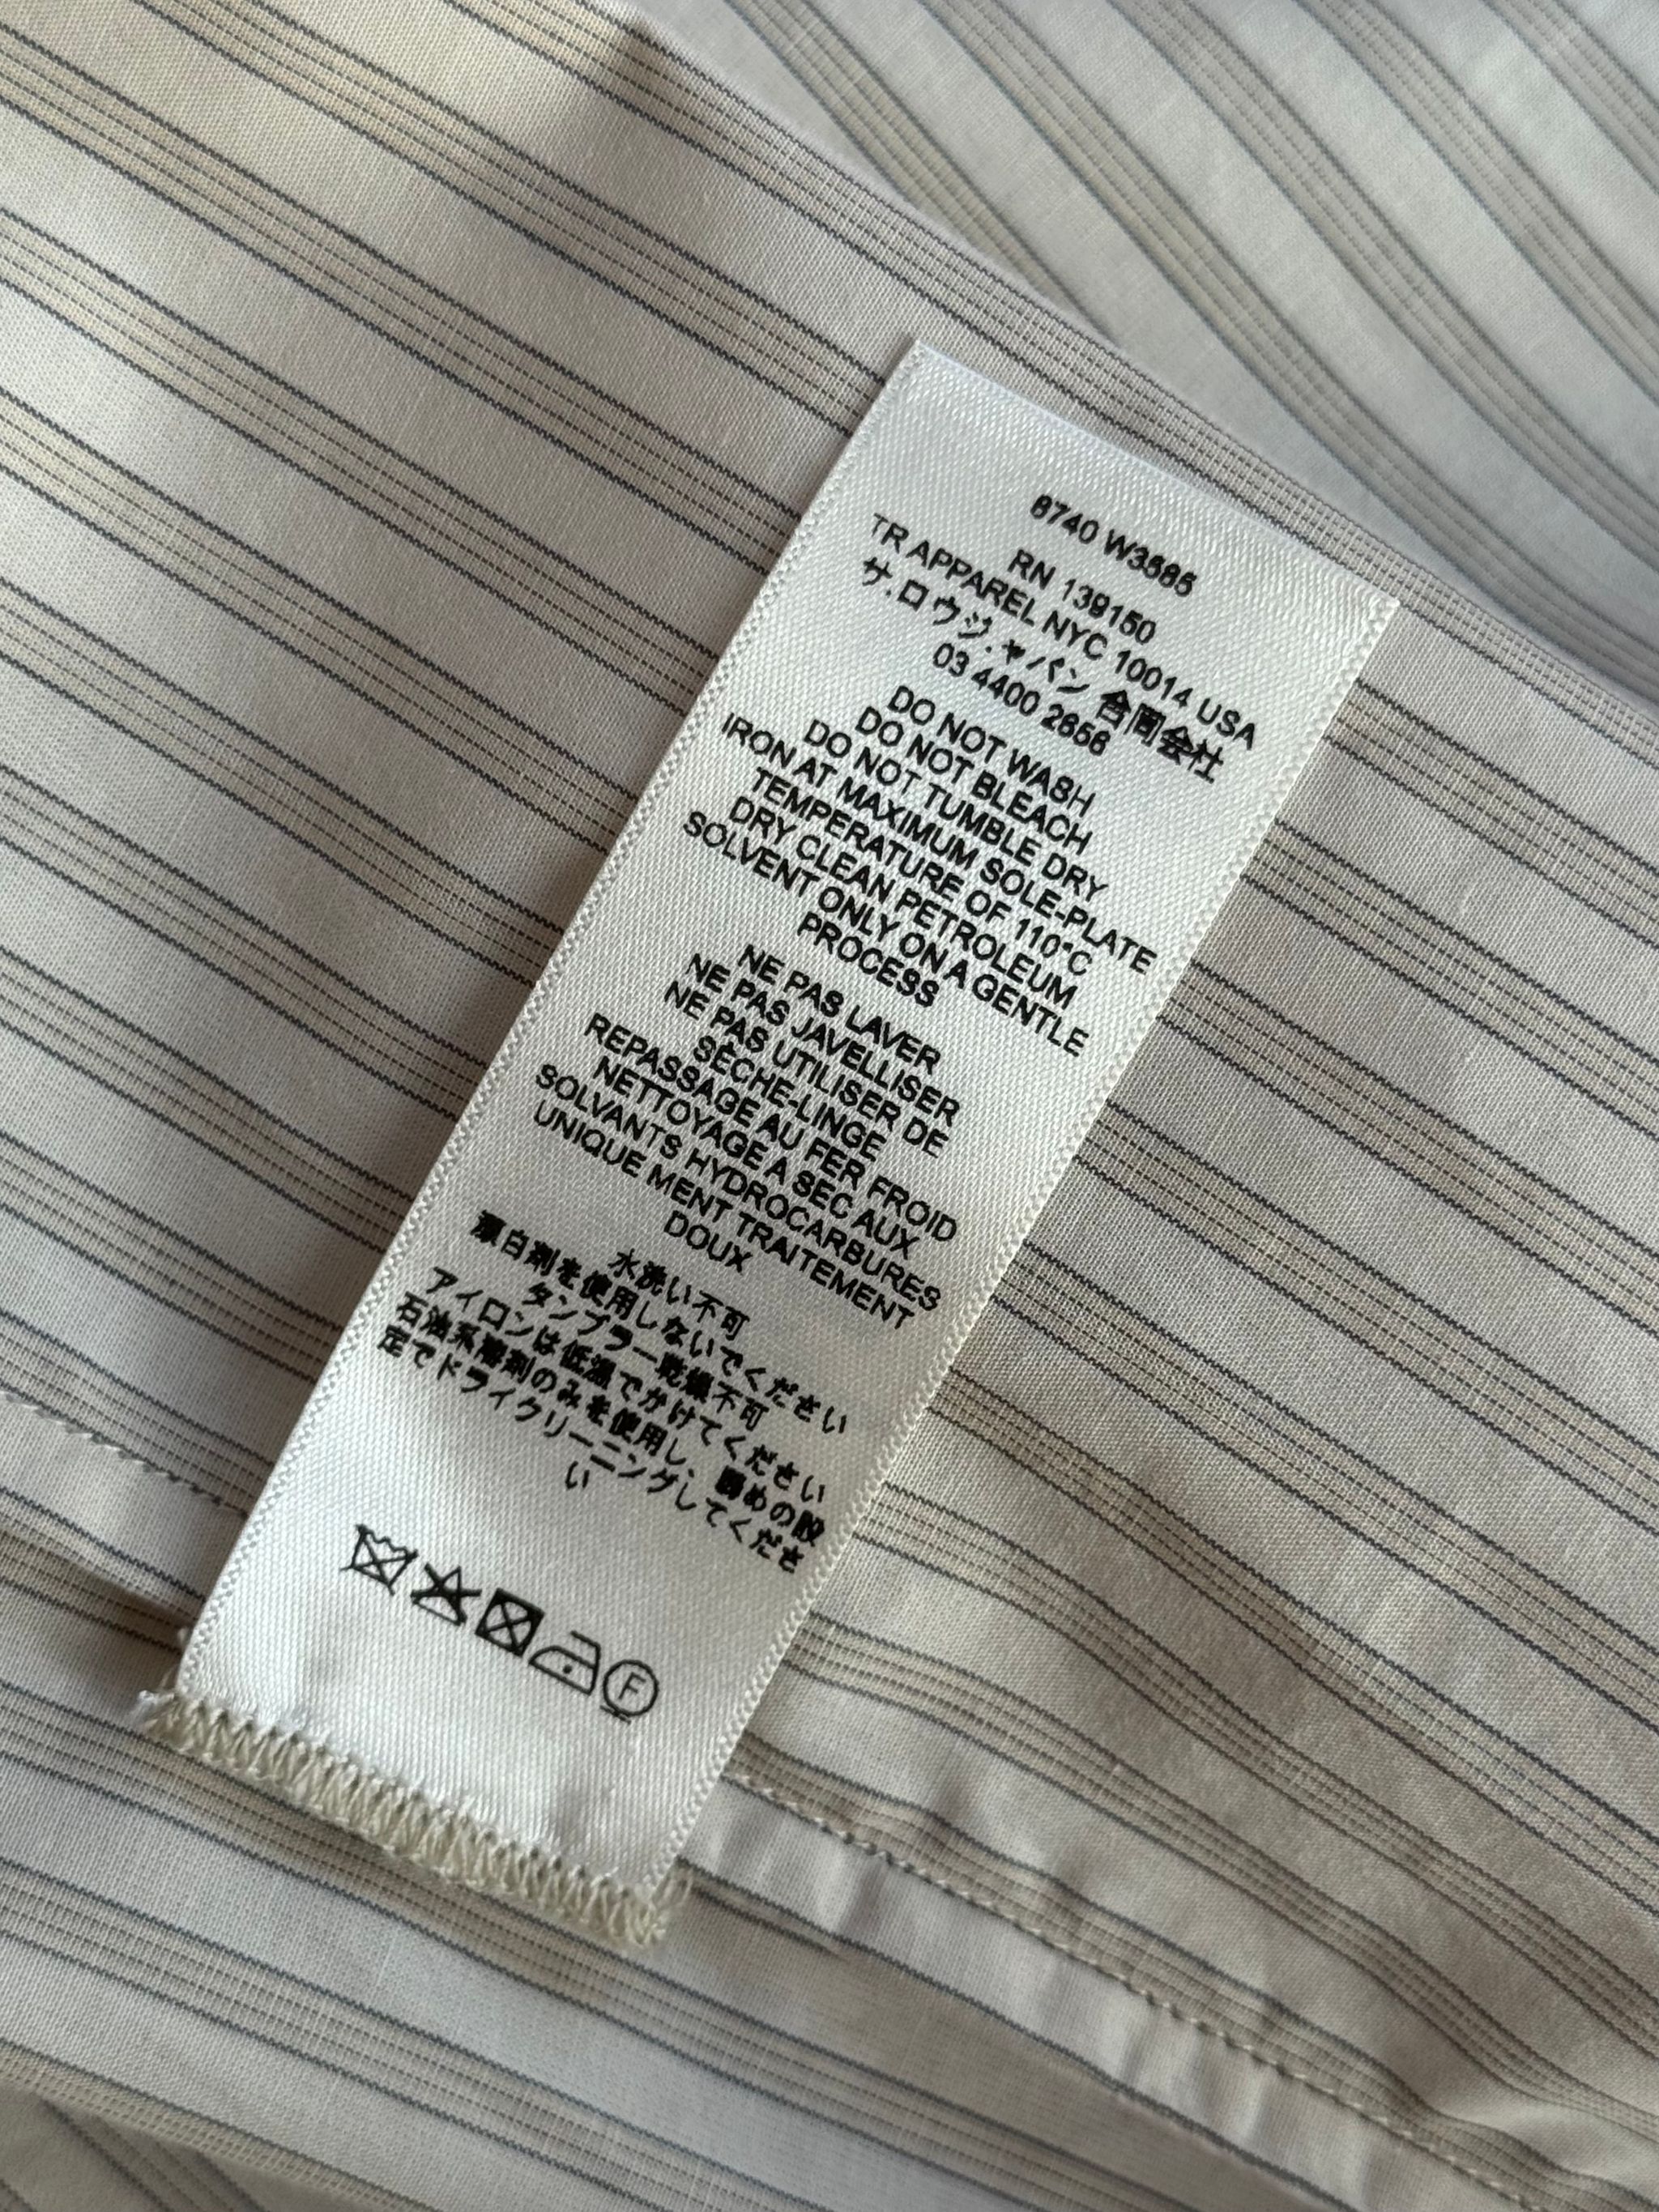 8740 W3585
RN 139150
TR APPAREL NYC 10014 USA
サ.ロウジ.ャパン 合同会社
03 4400 2656
DO NOT WASH
DO NOT BLEACH
DO NOT TUMBLE DRY
IRON AT MAXIMUM SOLE-PLATE
TEMPERATURE OF 110°C
DRY CLEAN PETROLEUM
SOLVENT ONLY ON A GENTLE
PROCESS
NE PAS LAVER
NE PAS JAVELLISER
NE PAS UTILISER DE
SÈCHE-LINGE
REPASSAGE AU FER FROID
NETTOYAGE A SEC AUX
SOLVANTS HYDROCARBURES
UNIQUE MENT TRAITEMENT
DOUX
水洗い不可
漂白剤を使用しないでください
タンブラー乾燥不可
アイロンは低温でかけてください
石油系溶剤のみを使用し、弱めの設
定でドライクリーニングしてくださ
い
F